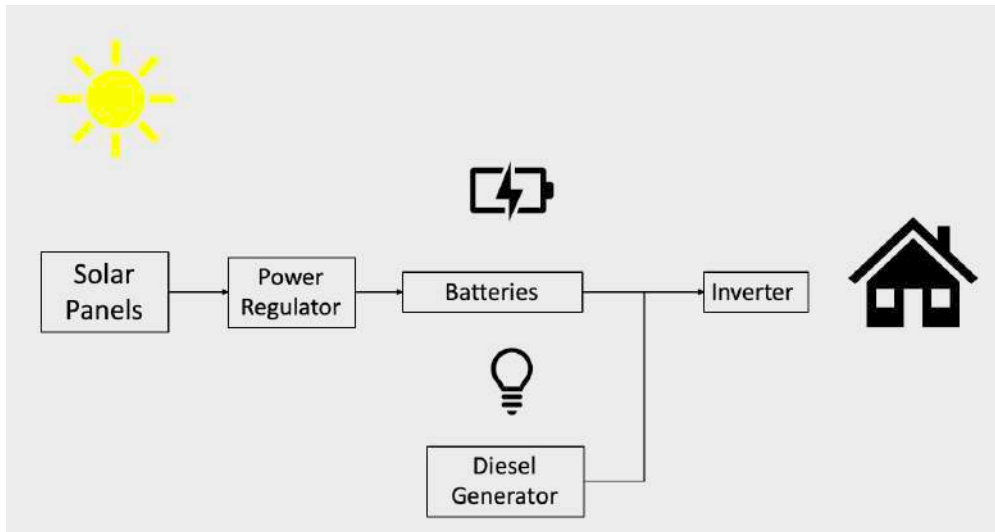 Solar
Panels
Power
Regulator
Batteries
Inverter
Diesel
Generator